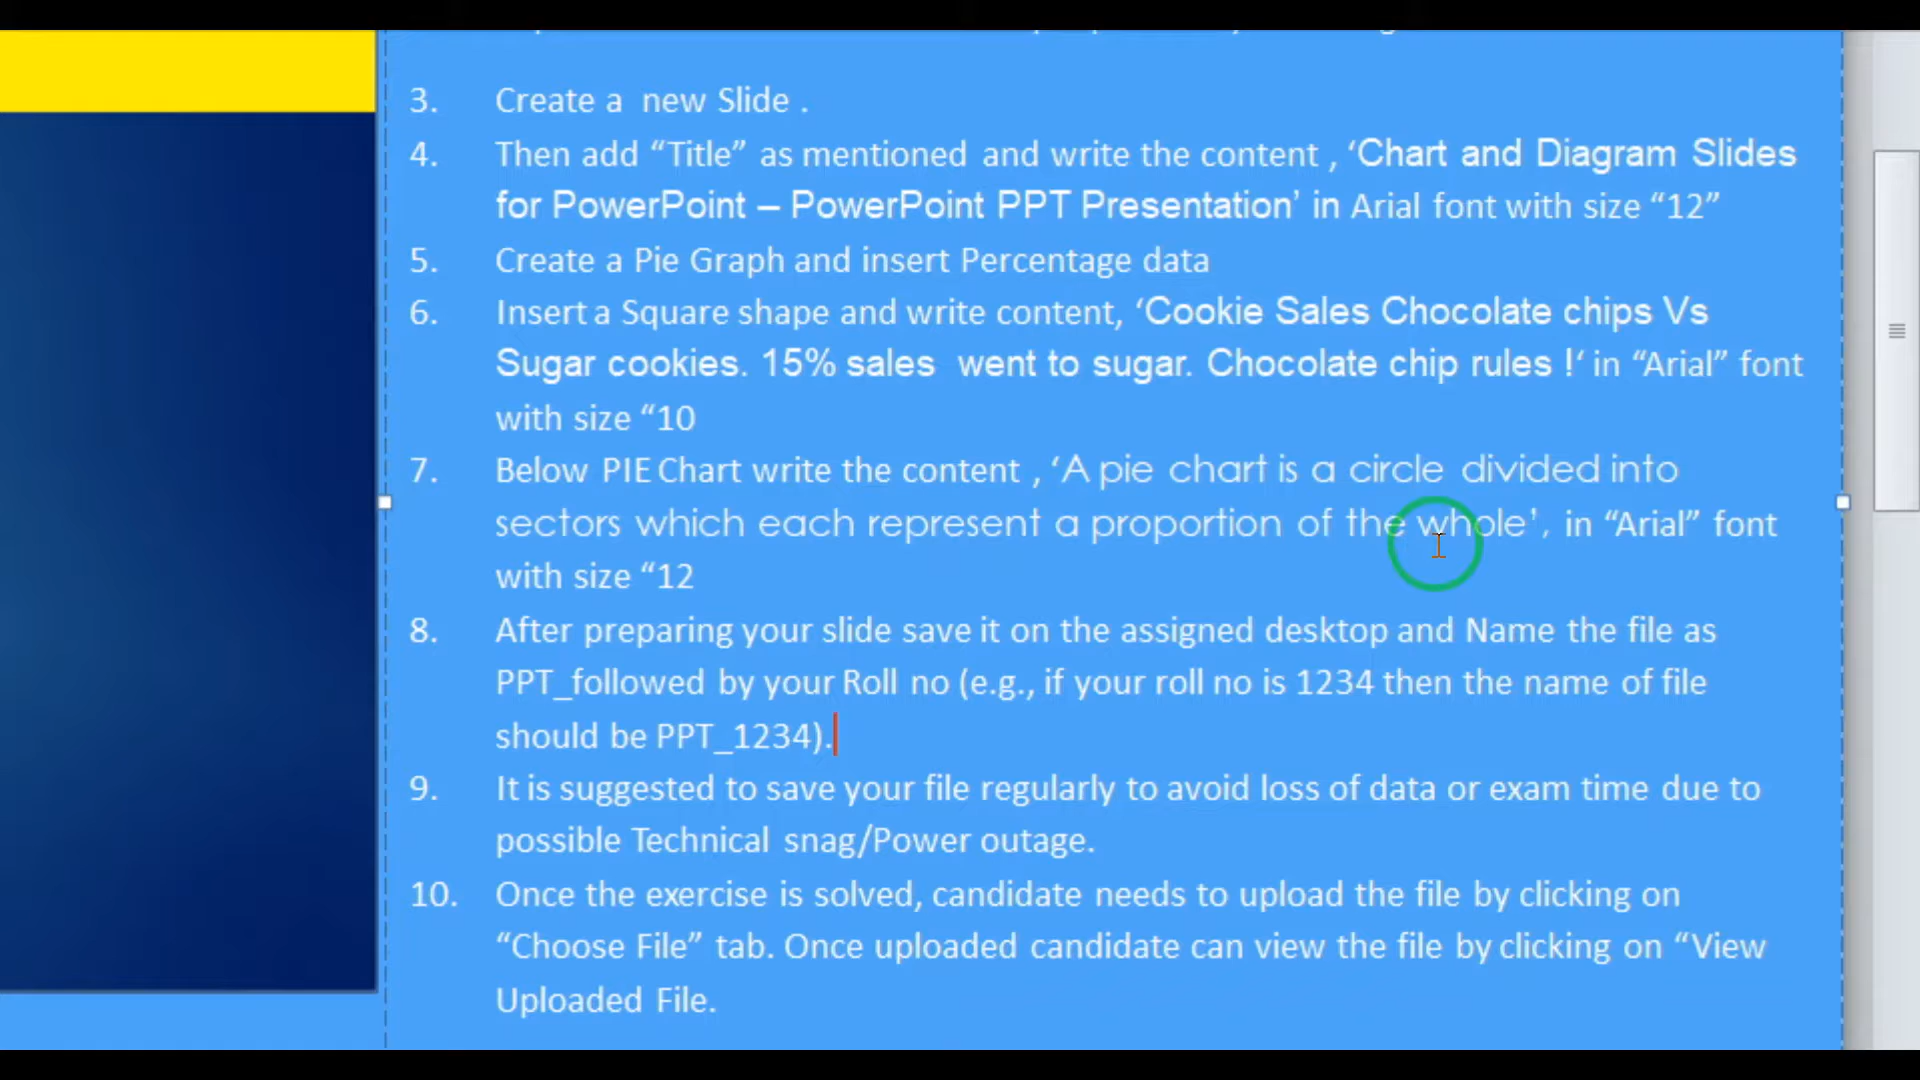 3. Create a new Slide .
4. Then add “Title” as mentioned and write the content , ‘Chart and Diagram Slides
for PowerPoint – PowerPoint PPT Presentation’ in Arial font with size “12”
5. Create a Pie Graph and insert Percentage data
6. Insert a Square shape and write content, ‘Cookie Sales Chocolate chips Vs
Sugar cookies. 15% sales went to sugar. Chocolate chip rules !‘ in “Arial” font
with size “10
7. Below PIE Chart write the content , ‘A pie chart is a circle divided into
sectors which each represent a proportion of the whole', in “Arial” font
with size “12
8. After preparing your slide save it on the assigned desktop and Name the file as
PPT_followed by your Roll no (e.g., if your roll no is 1234 then the name of file
should be PPT_1234).
9. It is suggested to save your file regularly to avoid loss of data or exam time due to
possible Technical snag/Power outage.
10. Once the exercise is solved, candidate needs to upload the file by clicking on
“Choose File” tab. Once uploaded candidate can view the file by clicking on “View
Uploaded File.